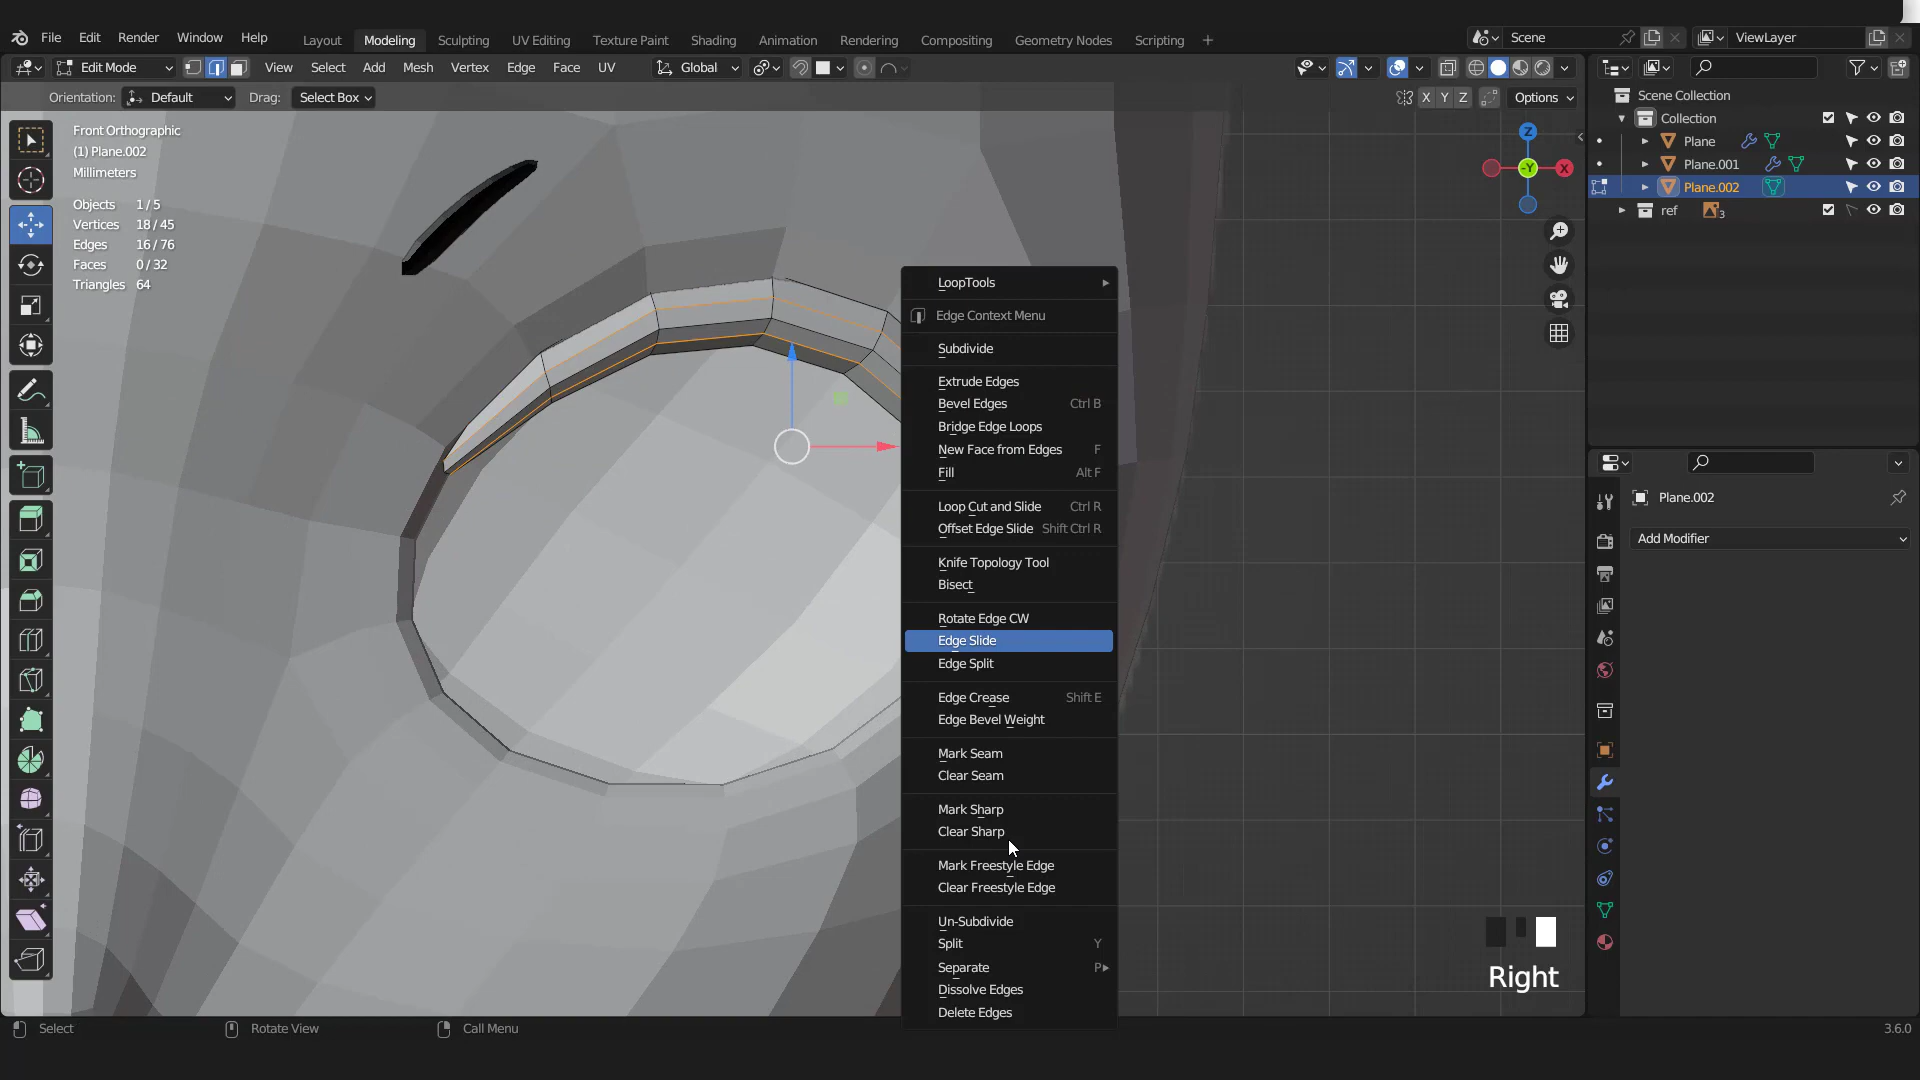 File Edit Render Window Help
Layout Modeling Sculpting UV Editing Texture Paint Shading Animation Rendering Compositing Geometry Nodes Scripting +
Scene
ViewLayer
Edit Mode
View Select Add Mesh Vertex Edge Face UV
Global
Orientation: Default Drag: Select Box
X Y Z
Options
Front Orthographic
(1) Plane.002
Millimeters
Objects 1 / 5
Vertices 18 / 45
Edges 16 / 76
Faces 0 / 32
Triangles 64
LoopTools
Edge Context Menu
Subdivide
Extrude Edges
Bevel Edges Ctrl B
Bridge Edge Loops
New Face from Edges F
Fill Alt F
Loop Cut and Slide Ctrl R
Offset Edge Slide Shift Ctrl R
Knife Topology Tool
Bisect
Rotate Edge CW
Edge Slide
Edge Split
Edge Crease Shift E
Edge Bevel Weight
Mark Seam
Clear Seam
Mark Sharp
Clear Sharp
Mark Freestyle Edge
Clear Freestyle Edge
Un-Subdivide
Split Y
Separate P
Dissolve Edges
Delete Edges
Z
-Y
X
Scene Collection
Collection
Plane
Plane.001
Plane.002
ref 3
Plane.002
Add Modifier
Right
Select
Rotate View
Call Menu
3.6.0